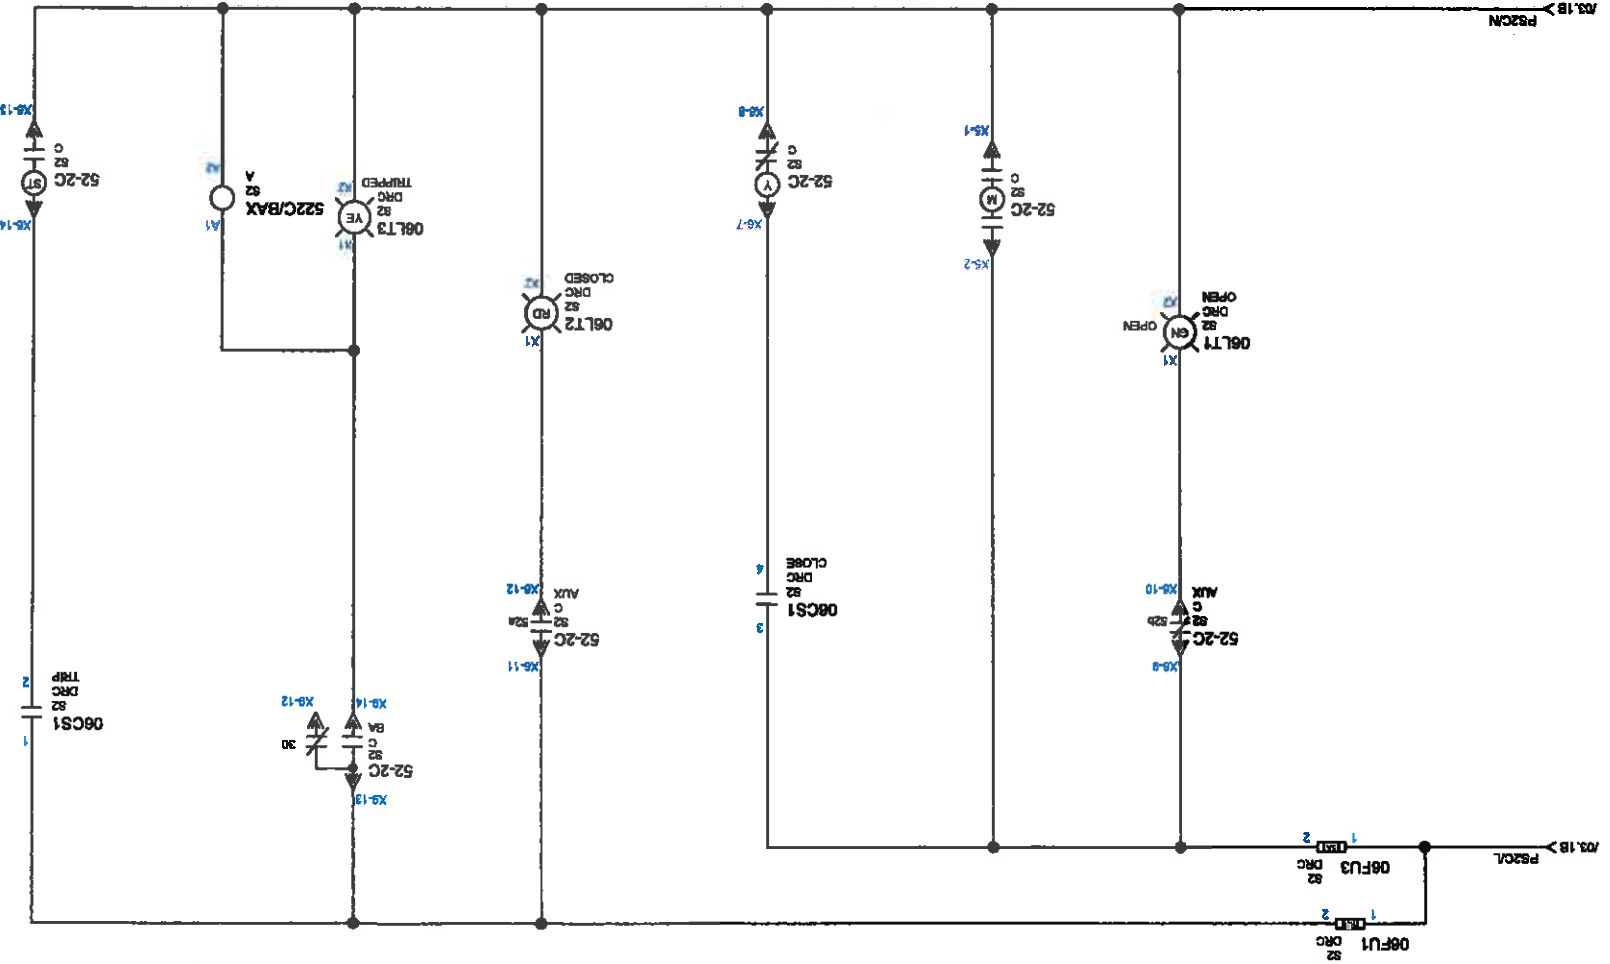 S2
06FU1 DRC
1 2
06FU3
S2
DRC
/03.1B PS2C/L
1 2
52-2C
S2
C
AUX
52b
X6-9
X6-10
06LT1
S2
DRC
OPEN
OPEN
X1
X2
52-2C
S2
C
M
X5-2
X5-1
06CS1
S2
DRC
CLOSE
3
4
52-2C
S2
C
Y
X6-7
X6-8
52-2C
S2
C
AUX
52a
X6-11
X6-12
06LT2
S2
DRC
CLOSED
RD
X1
X2
52-2C
S2
C
BA
X9-13
X9-14
X9-12
06LT3
S2
DRC
TRIPPED
YE
X1
X2
522C/BAX
S2
A
A1
A2
06CS1
S2
DRC
TRIP
1
2
52-2C
S2
C
ST
X6-14
X6-13
GN
/03.1B PS2C/N